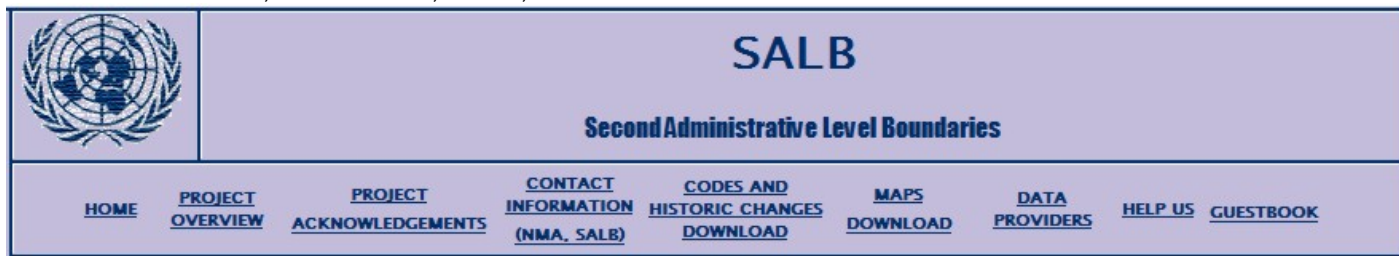 SALB
Second Administrative Level Boundaries
HOME
PROJECT
OVERVIEW
PROJECT
ACKNOWLEDGEMENTS
CONTACT
INFORMATION
(NMA, SALB)
CODES AND
HISTORIC CHANGES
DOWNLOAD
MAPS
DOWNLOAD
DATA
PROVIDERS
HELP US
GUESTBOOK